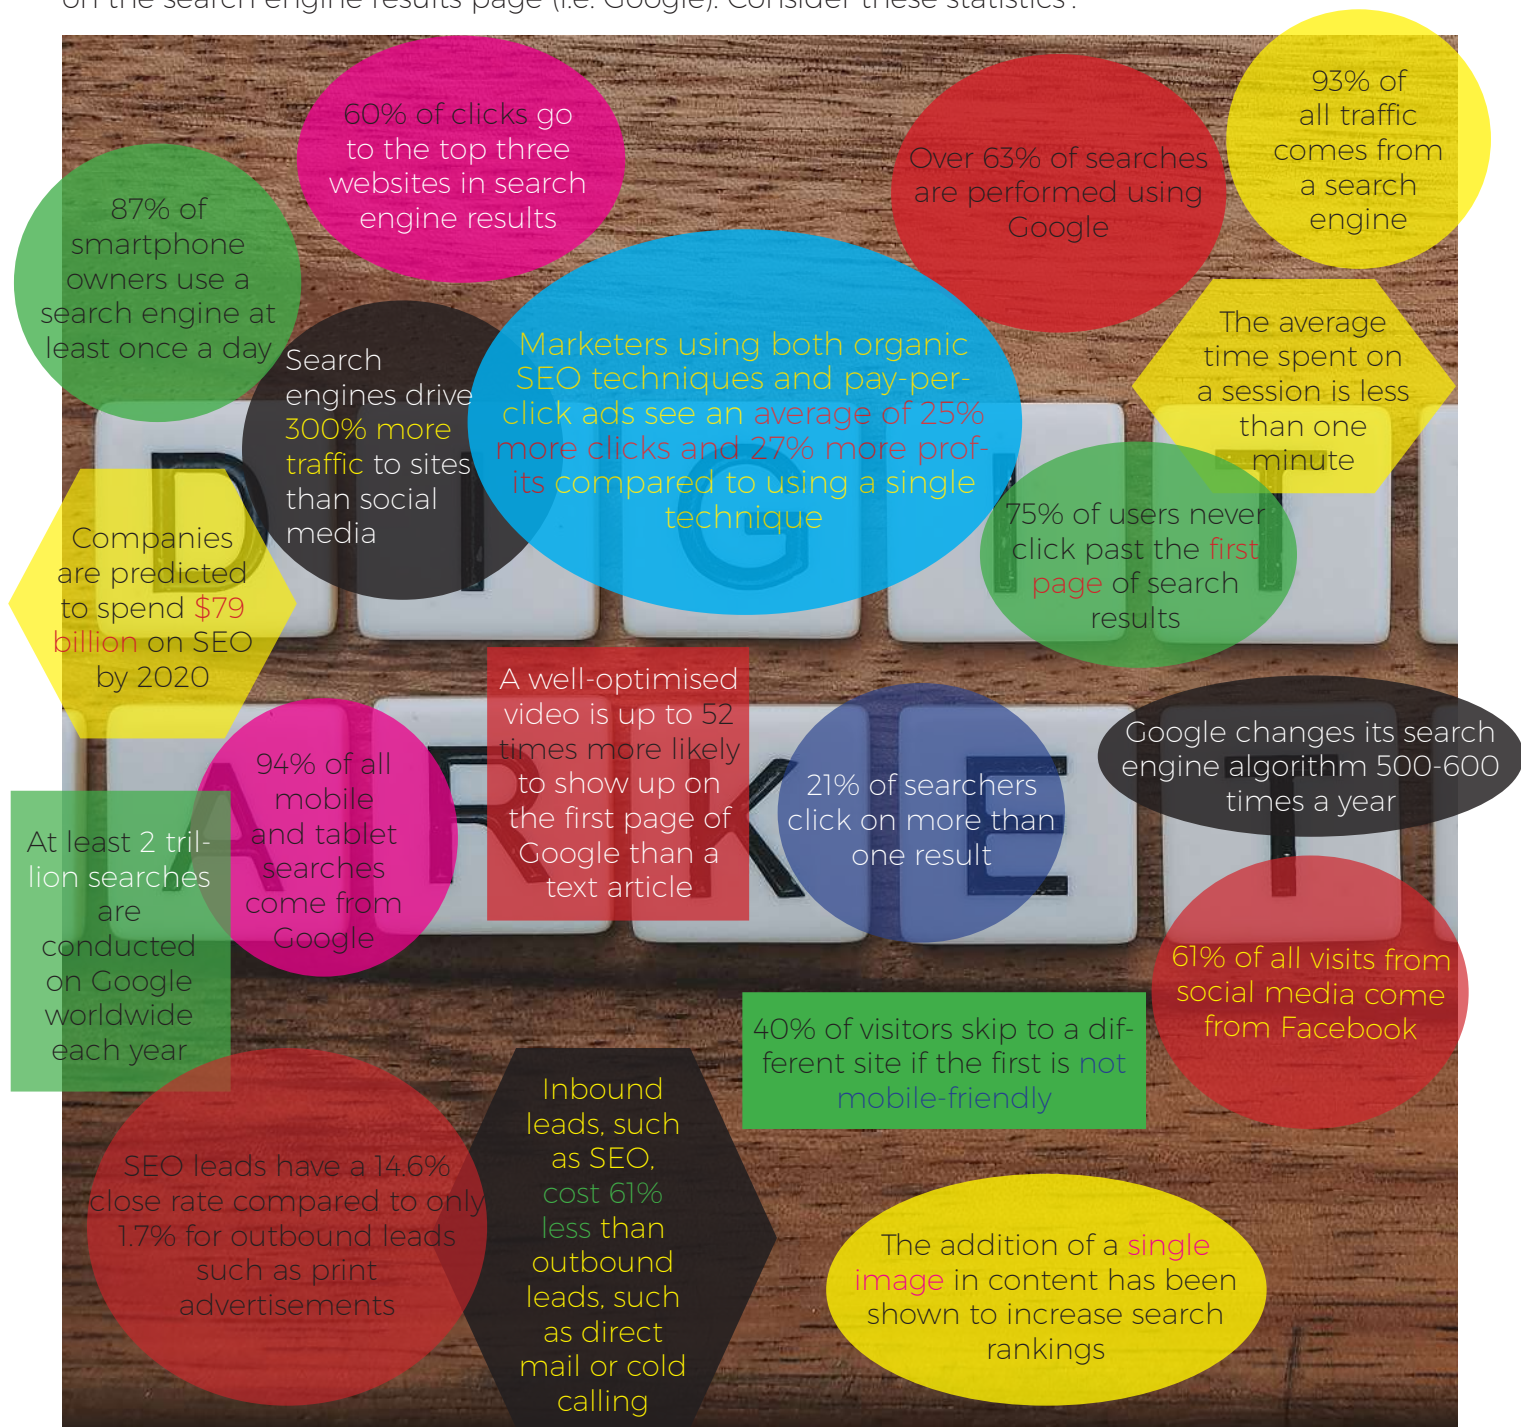 on the search engine results page (i.e. Google). Consider these statistics
60% of clicks go
to the top three
websites in search
engine results
Over 63% of searches
are performed using
Google
93% of
all traffic
comes from
a search
engine
87% of
smartphone
owners use a
search engine at
least once a day
Search
engines drive
300% more
traffic to sites
than social
media
Marketers using both organic
SEO techniques and pay-per-
click ads see an average of 25%
more clicks and 27% more prof-
its compared to using a single
technique
The average
time spent on
a session is less
than one
minute
75% of users never
click past the first
page of search
results
Companies
are predicted
to spend $79
billion on SEO
by 2020
D I G I T
A well-optimised
video is up to 52
times more likely
to show up on
the first page of
Google than a
text article
94% of all
mobile
and tablet
searches
come from
Google
21% of searchers
click on more than
one result
Google changes its search
engine algorithm 500-600
times a year
A R K E T
At least 2 tril-
lion searches
are
conducted
on Google
worldwide
each year
61% of all visits from
social media come
from Facebook
40% of visitors skip to a dif-
ferent site if the first is not
mobile-friendly
SEO leads have a 14.6%
close rate compared to only
1.7% for outbound leads
such as print
advertisements
Inbound
leads, such
as SEO,
cost 61%
less than
outbound
leads, such
as direct
mail or cold
calling
The addition of a single
image in content has been
shown to increase search
rankings